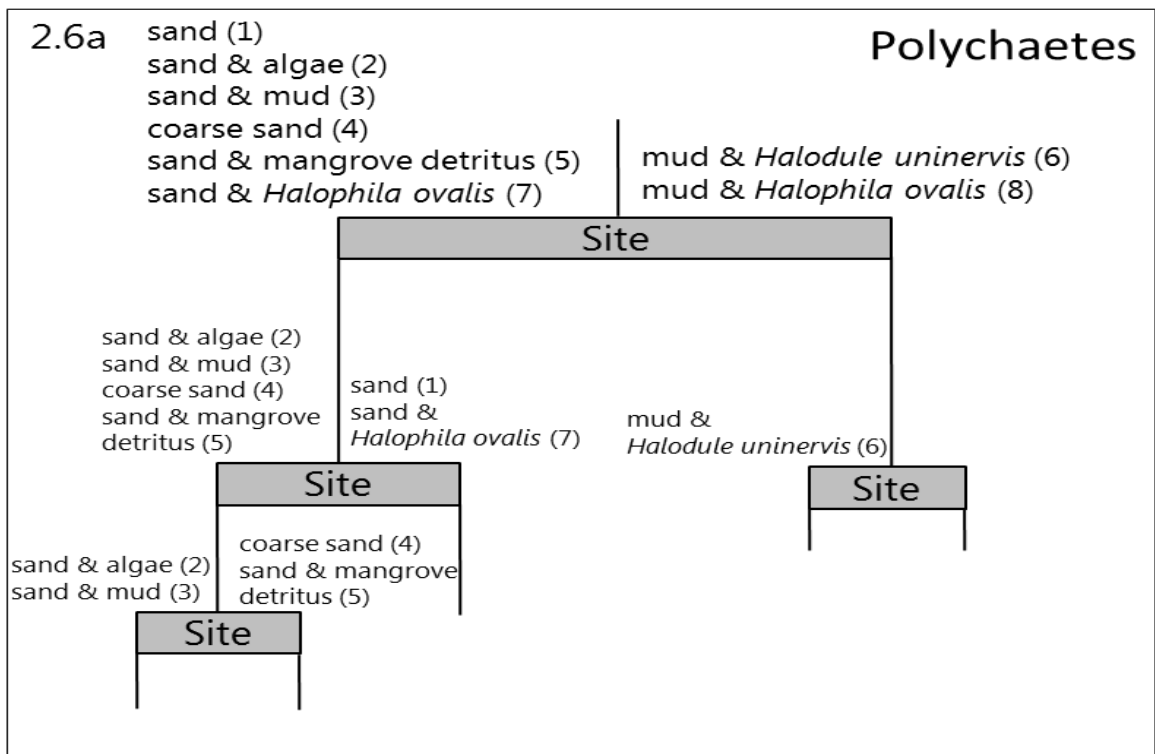 2.6a
Polychaetes
sand (1)
sand & algae (2)
sand & mud (3)
coarse sand (4)
sand & mangrove detritus (5)
sand & Halophila ovalis (7)
mud & Halodule uninervis (6)
mud & Halophila ovalis (8)
Site
sand & algae (2)
sand & mud (3)
coarse sand (4)
sand & mangrove
detritus (5)
sand (1)
sand &
Halophila ovalis (7)
mud &
Halodule uninervis (6)
Site
Site
sand & algae (2)
sand & mud (3)
coarse sand (4)
sand & mangrove
detritus (5)
Site